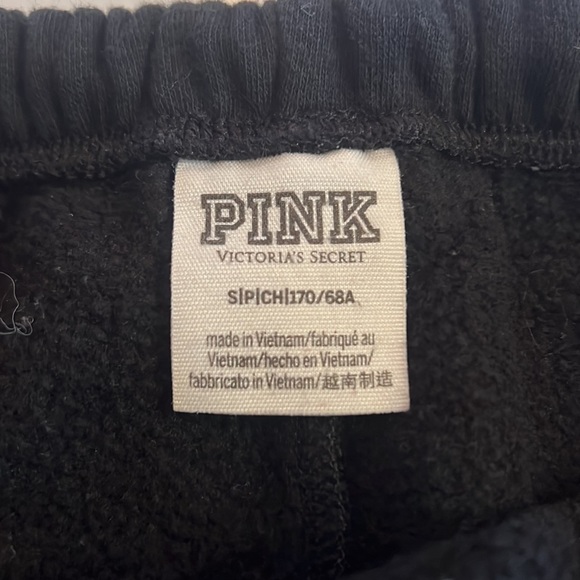 PINK
VICTORIA'S SECRET
S|P|CH|170/68A
made in Vietnam/fabriqué au
Vietnam/hecho en Vietnam/
fabbricato in Vietnam/越南制造